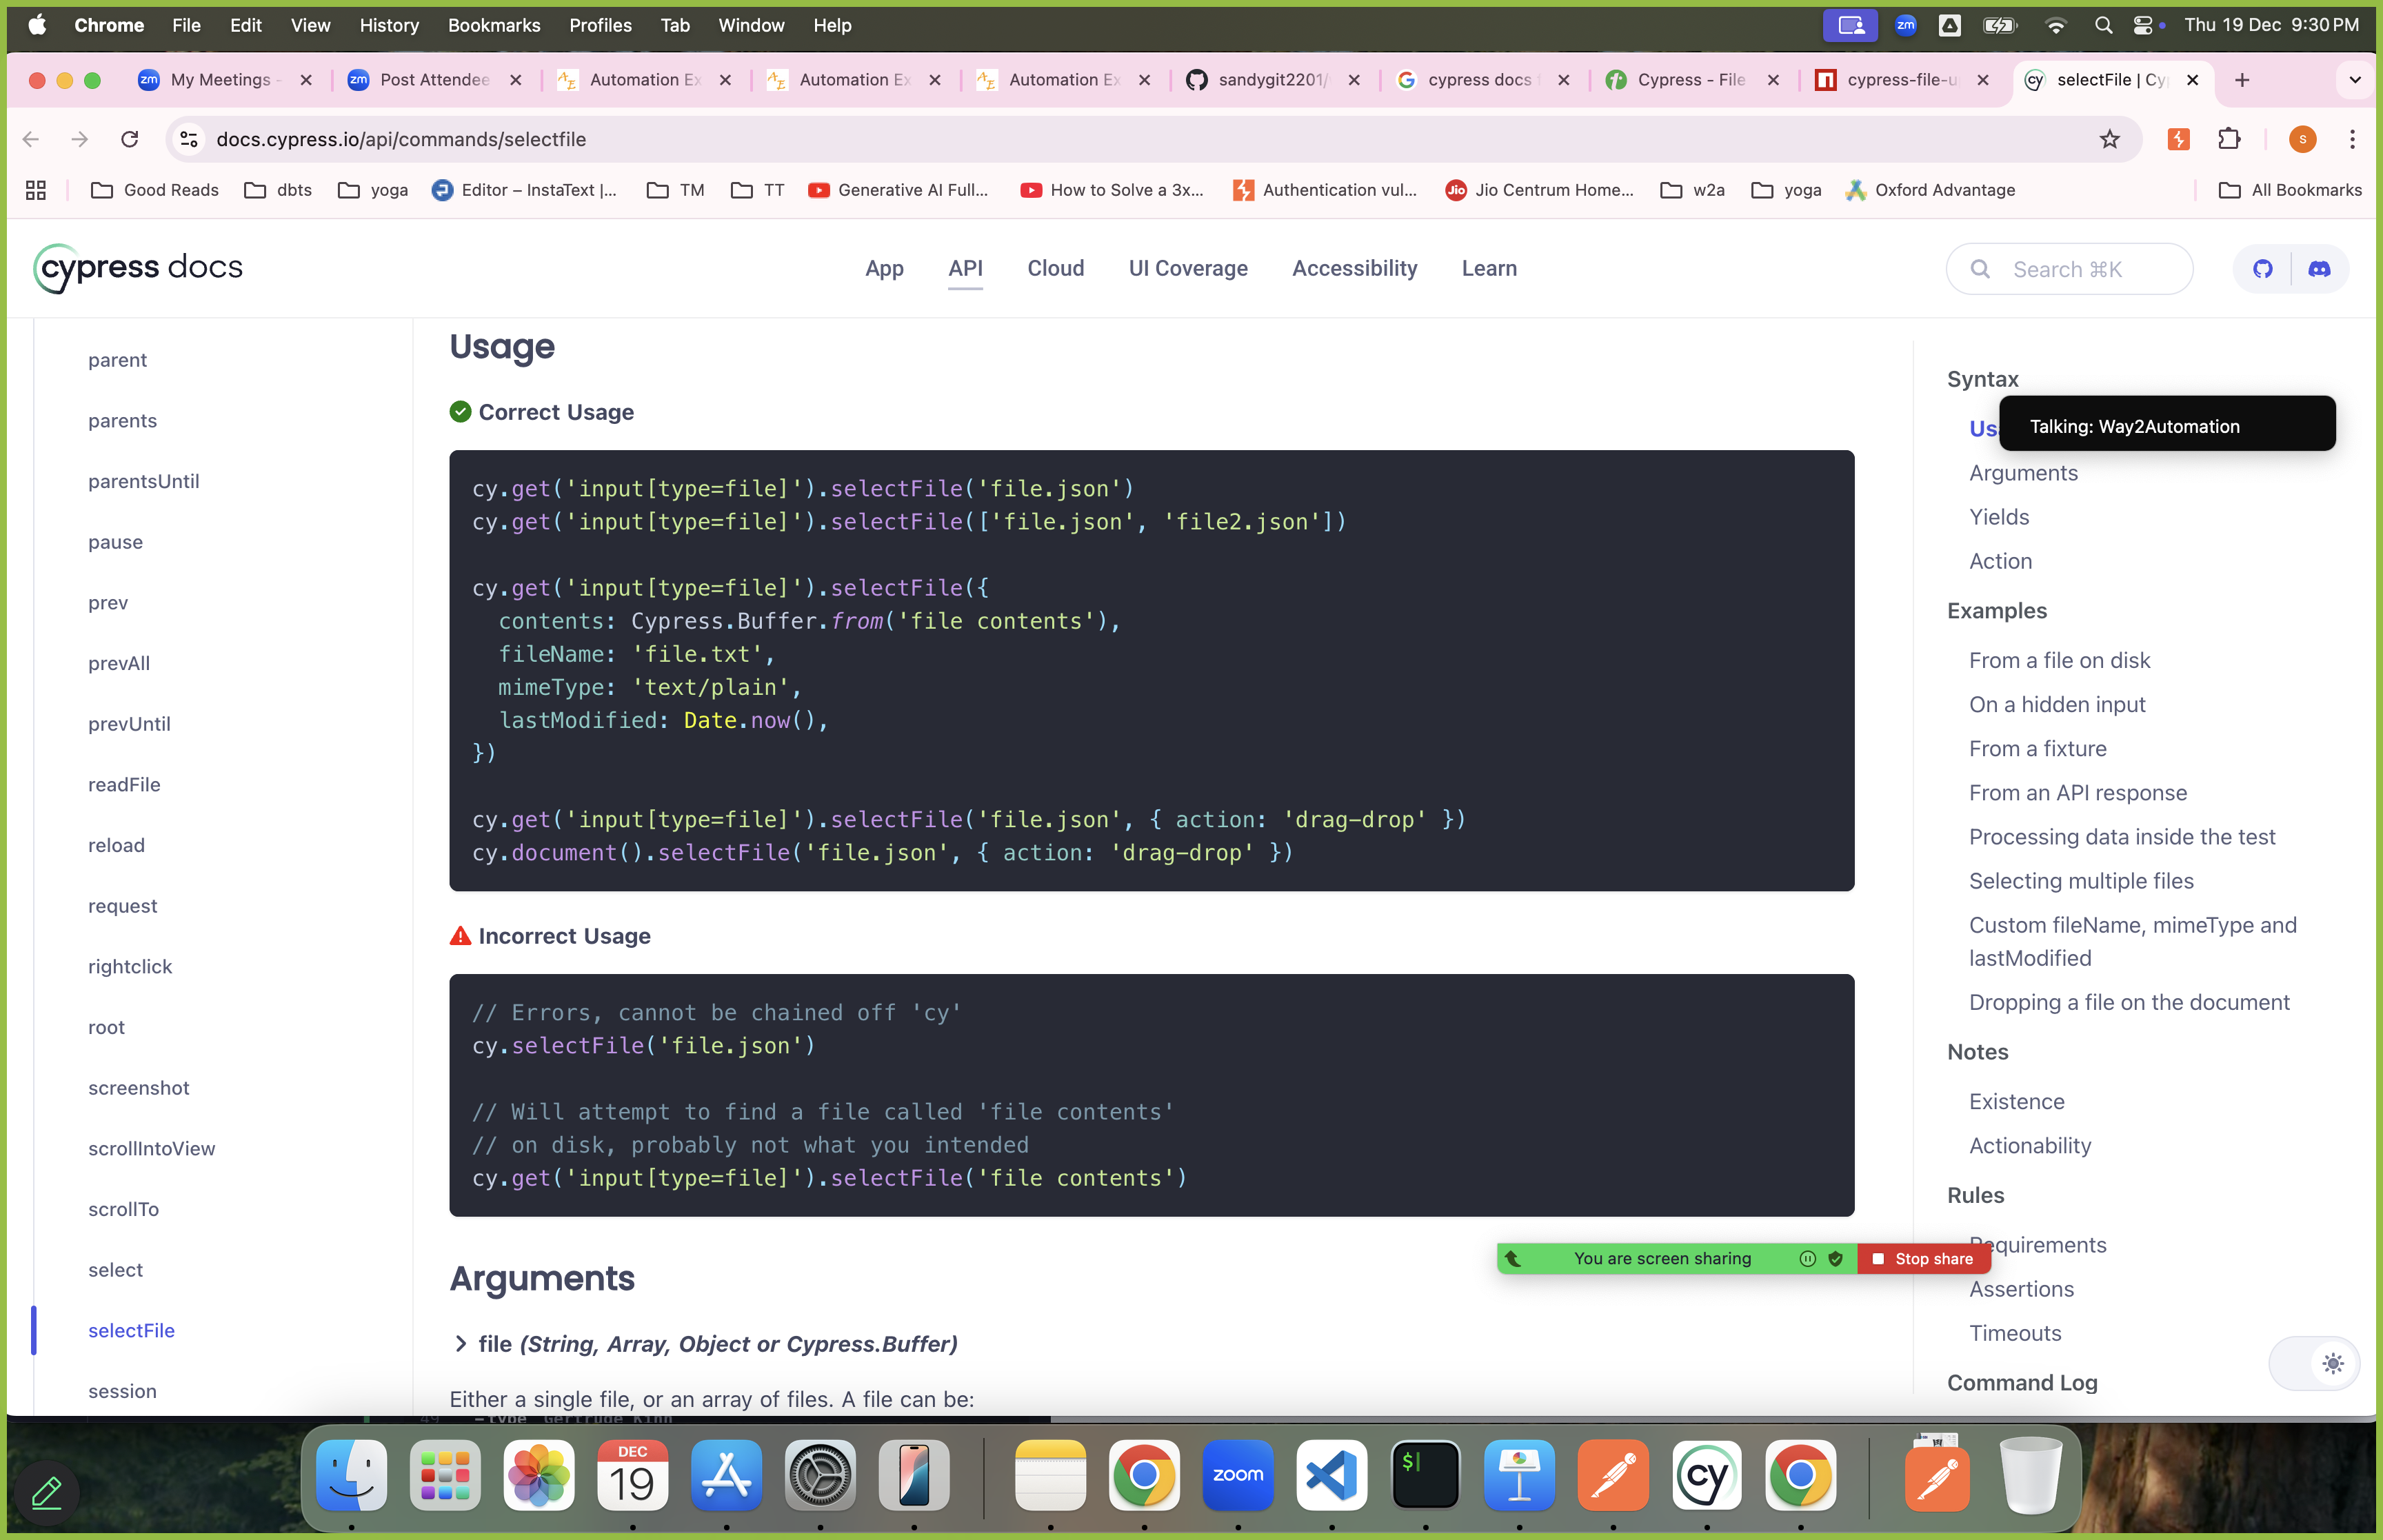 Chrome File Edit View History Bookmarks Profiles Tab Window Help
zm
Thu 19 Dec 9:30 PM
zm My Meetings -
zm Post Attendee
Automation Ex
Automation Ex
Automation Ex
sandygit2201/
cypress docs
Cypress - File
cypress-file-u
cy selectFile | Cy
docs.cypress.io/api/commands/selectfile
s
Good Reads
dbts
yoga
Editor – InstaText |...
TM
TT
Generative AI Full...
How to Solve a 3x...
Authentication vul...
Jio Jio Centrum Home...
w2a
yoga
Oxford Advantage
All Bookmarks
cypress docs
App API Cloud UI Coverage Accessibility Learn
Search ⌘K
parent
parents
parentsUntil
pause
prev
prevAll
prevUntil
readFile
reload
request
rightclick
root
screenshot
scrollIntoView
scrollTo
select
selectFile
session
Usage
Correct Usage
cy.get('input[type=file]').selectFile('file.json')
cy.get('input[type=file]').selectFile(['file.json', 'file2.json'])
cy.get('input[type=file]').selectFile({
  contents: Cypress.Buffer.from('file contents'),
  fileName: 'file.txt',
  mimeType: 'text/plain',
  lastModified: Date.now(),
})
cy.get('input[type=file]').selectFile('file.json', { action: 'drag-drop' })
cy.document().selectFile('file.json', { action: 'drag-drop' })
Incorrect Usage
// Errors, cannot be chained off 'cy'
cy.selectFile('file.json')
// Will attempt to find a file called 'file contents'
// on disk, probably not what you intended
cy.get('input[type=file]').selectFile('file contents')
Arguments
file (String, Array, Object or Cypress.Buffer)
Either a single file, or an array of files. A file can be:
Syntax
Us
Talking: Way2Automation
Arguments
Yields
Action
Examples
From a file on disk
On a hidden input
From a fixture
From an API response
Processing data inside the test
Selecting multiple files
Custom fileName, mimeType and
lastModified
Dropping a file on the document
Notes
Existence
Actionability
Rules
equirements
You are screen sharing
Stop share
Assertions
Timeouts
Command Log
DEC
19
zoom
$
cy